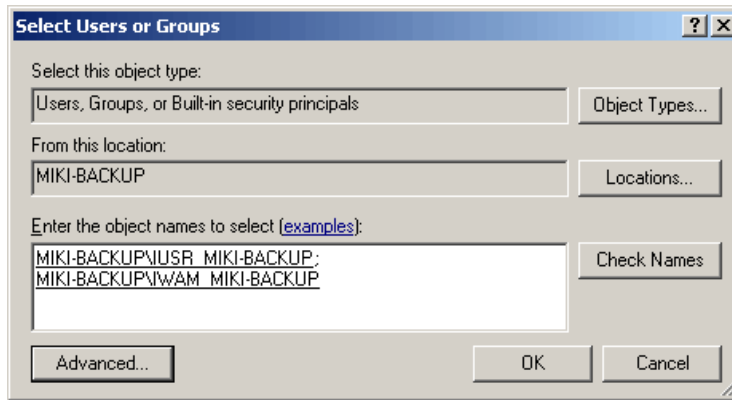 Select Users or Groups
Select this object type:
Users, Groups, or Built-in security principals
Object Types...
From this location:
MIKI-BACKUP
Locations...
Enter the object names to select (examples):
MIKI-BACKUP\IUSR_MIKI-BACKUP;
MIKI-BACKUP\IWAM_MIKI-BACKUP
Check Names
Advanced...
OK
Cancel